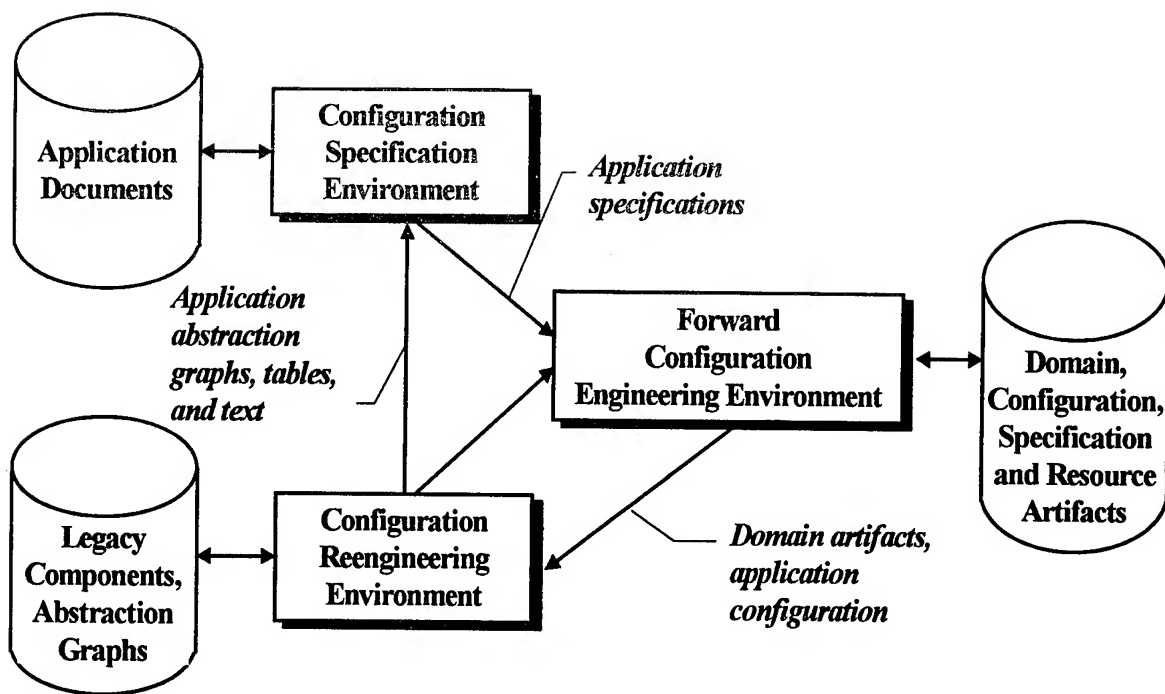 Application
Documents
Configuration
Specification
Environment
Application
specifications
Application
abstraction
graphs, tables,
and text
Forward
Configuration
Engineering Environment
Domain,
Configuration,
Specification
and Resource
Artifacts
Legacy
Components,
Abstraction
Graphs
Configuration
Reengineering
Environment
Domain artifacts,
application
configuration